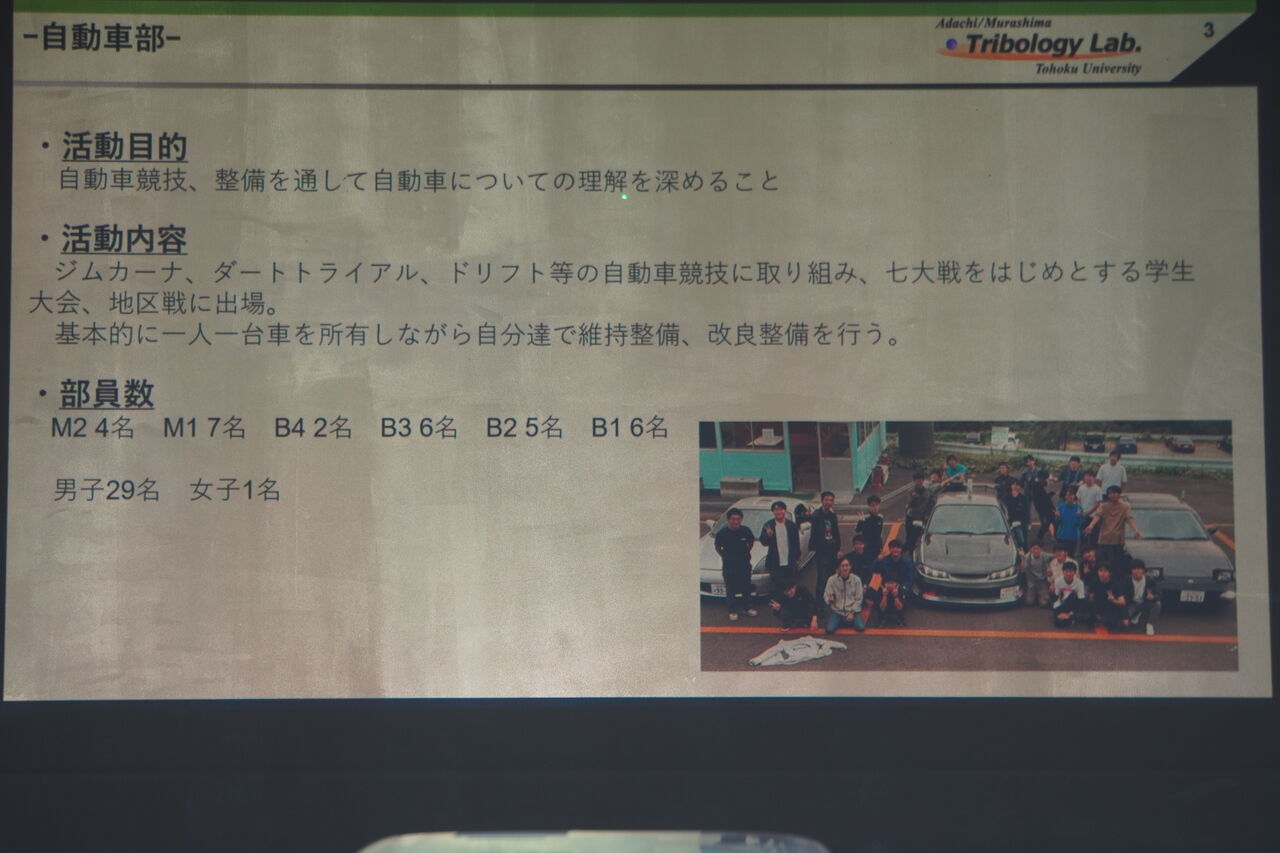 -自動車部-
Adachi/Murashima
Tribology Lab.
Tohoku University
3
・活動目的
自動車競技、整備を通して自動車についての理解を深めること
・活動内容
ジムカーナ、ダートトライアル、ドリフト等の自動車競技に取り組み、七大戦をはじめとする学生
大会、地区戦に出場。
基本的に一人一台車を所有しながら自分達で維持整備、改良整備を行う。
・部員数
M2 4名 M1 7名 B4 2名 B3 6名 B2 5名 B1 6名
男子29名 女子1名